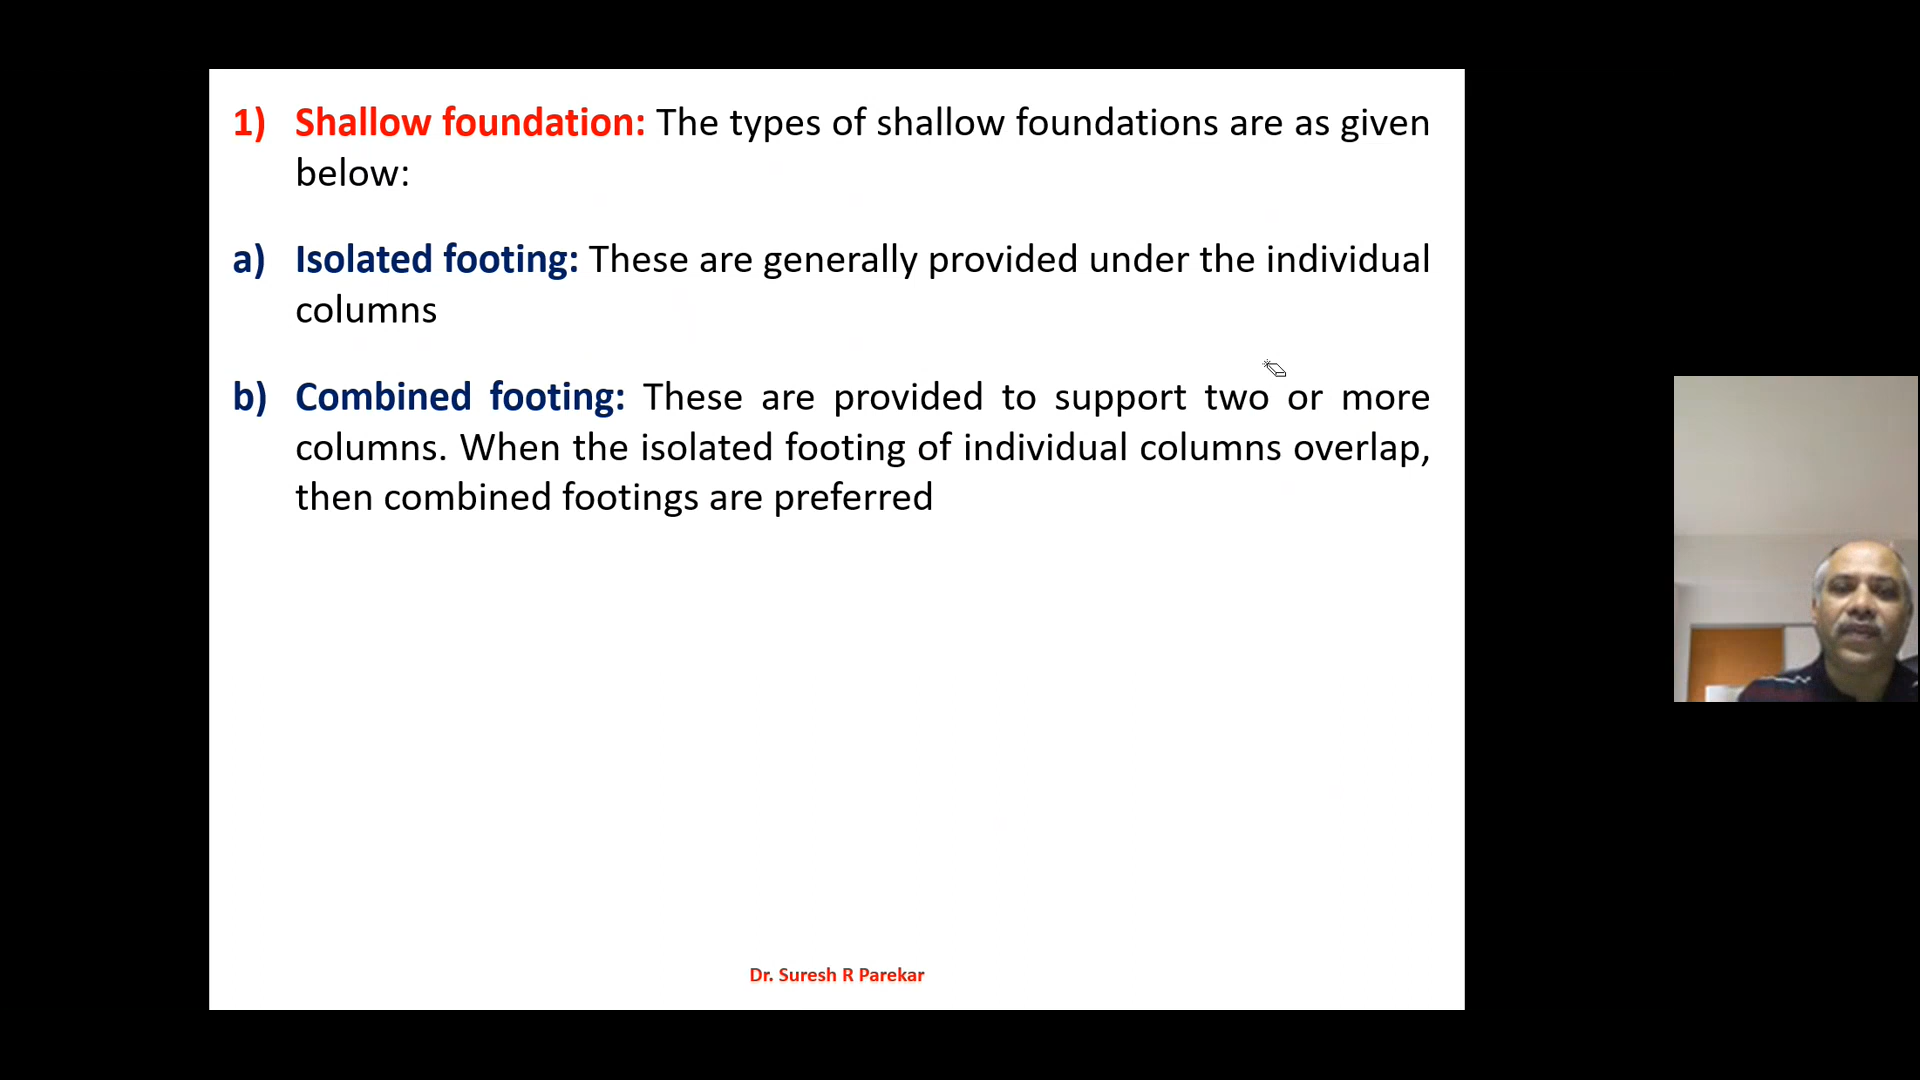 1) Shallow foundation: The types of shallow foundations are as given
below:
a) Isolated footing: These are generally provided under the individual
columns
b) Combined footing: These are provided to support two or more
columns. When the isolated footing of individual columns overlap,
then combined footings are preferred
Dr. Suresh R Parekar